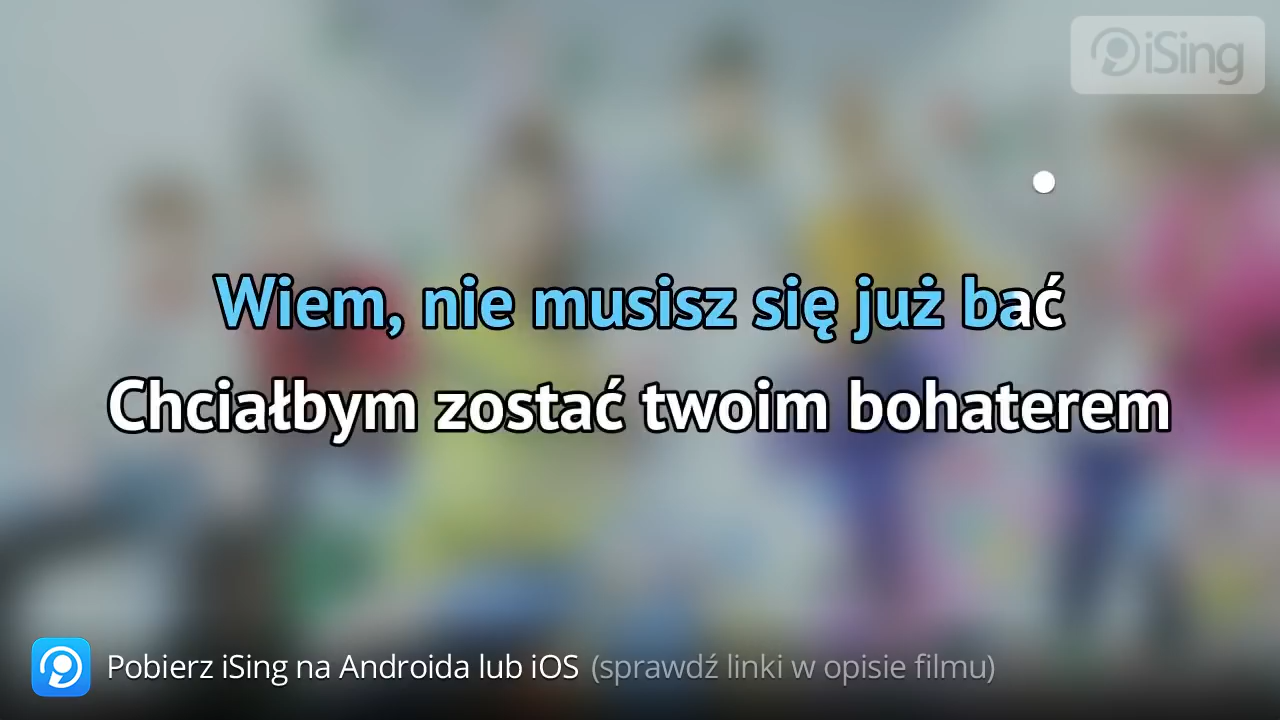 iSing
Wiem, nie musisz się już bać
Chciałbym zostać twoim bohaterem
Pobierz iSing na Androida lub iOS (sprawdź linki w opisie filmu)